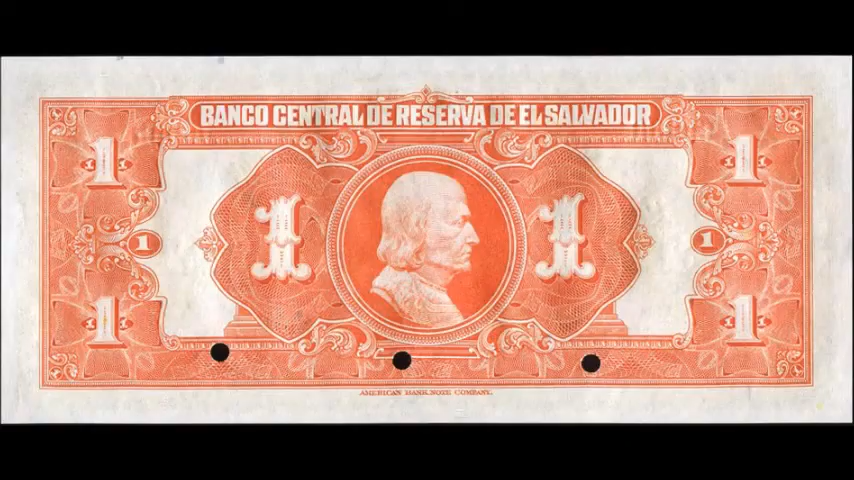 BANCO CENTRAL DE RESERVA DE EL SALVADOR
1 1
1 1 1 1
1 1
AMERICAN BANK NOTE COMPANY.